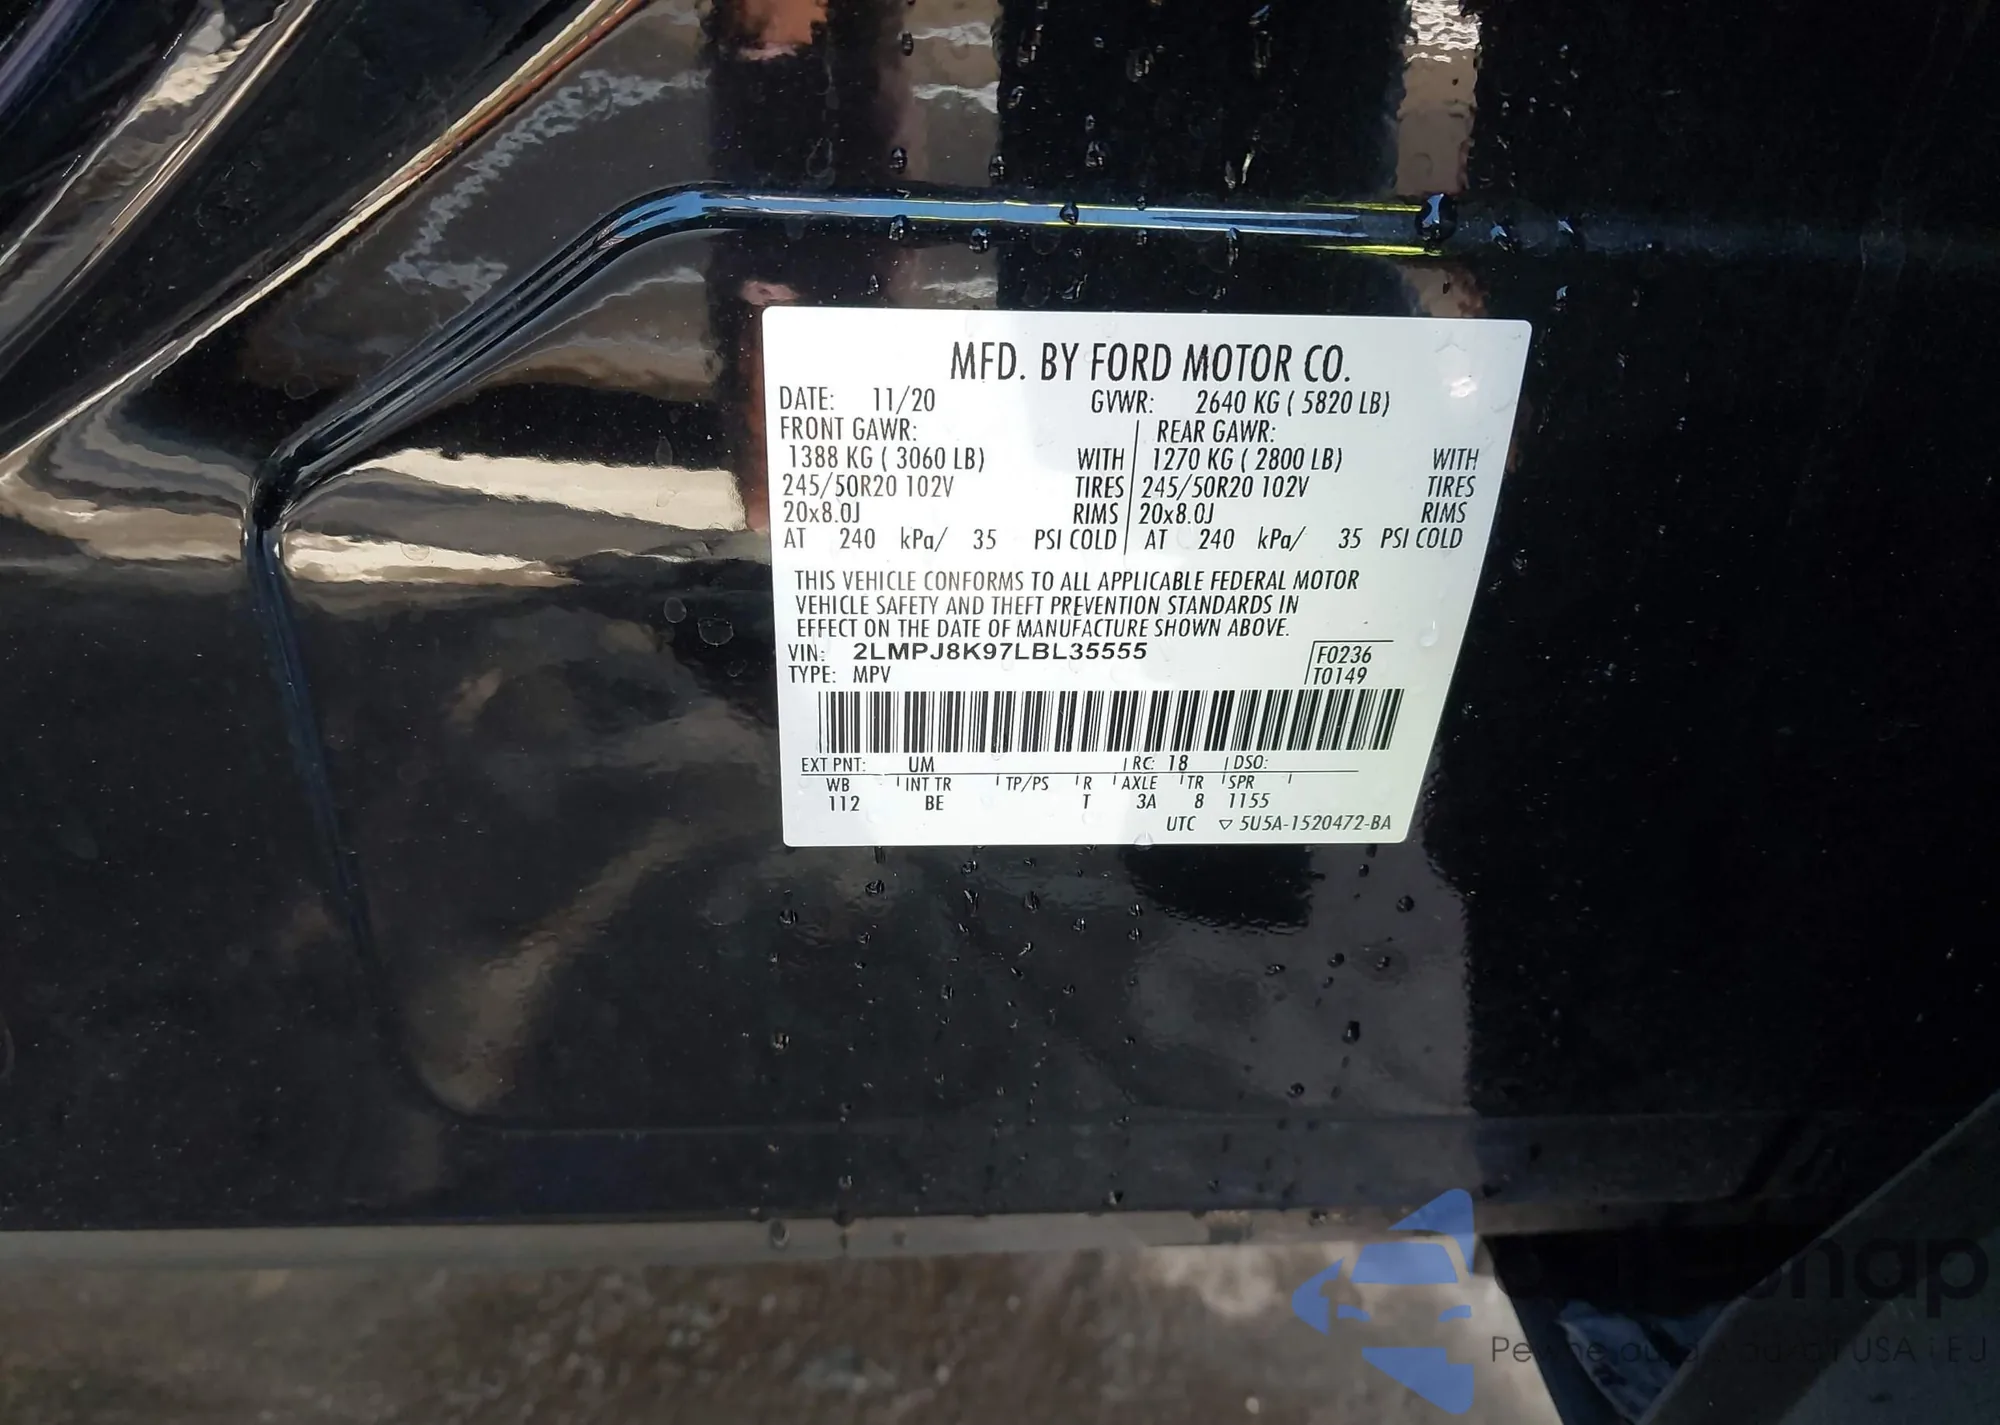 MFD. BY FORD MOTOR CO.
DATE: 11/20 GVWR: 2640 KG ( 5820 LB)
FRONT GAWR: REAR GAWR:
1388 KG ( 3060 LB) WITH 1270 KG ( 2800 LB) WITH
245/50R20 102V TIRES 245/50R20 102V TIRES
20x8.0J RIMS 20x8.0J RIMS
AT 240 kPa/ 35 PSI COLD AT 240 kPa/ 35 PSI COLD
THIS VEHICLE CONFORMS TO ALL APPLICABLE FEDERAL MOTOR
VEHICLE SAFETY AND THEFT PREVENTION STANDARDS IN
EFFECT ON THE DATE OF MANUFACTURE SHOWN ABOVE.
VIN: 2LMPJ8K97LBL35555 F0236
TYPE: MPV T0149
EXT PNT: UM RC: 18 DSO:
WB INT TR TP/PS R AXLE TR SPR
112 BE T 3A 8 1155
UTC ▽ 5U5A-1520472-BA
USA i EU